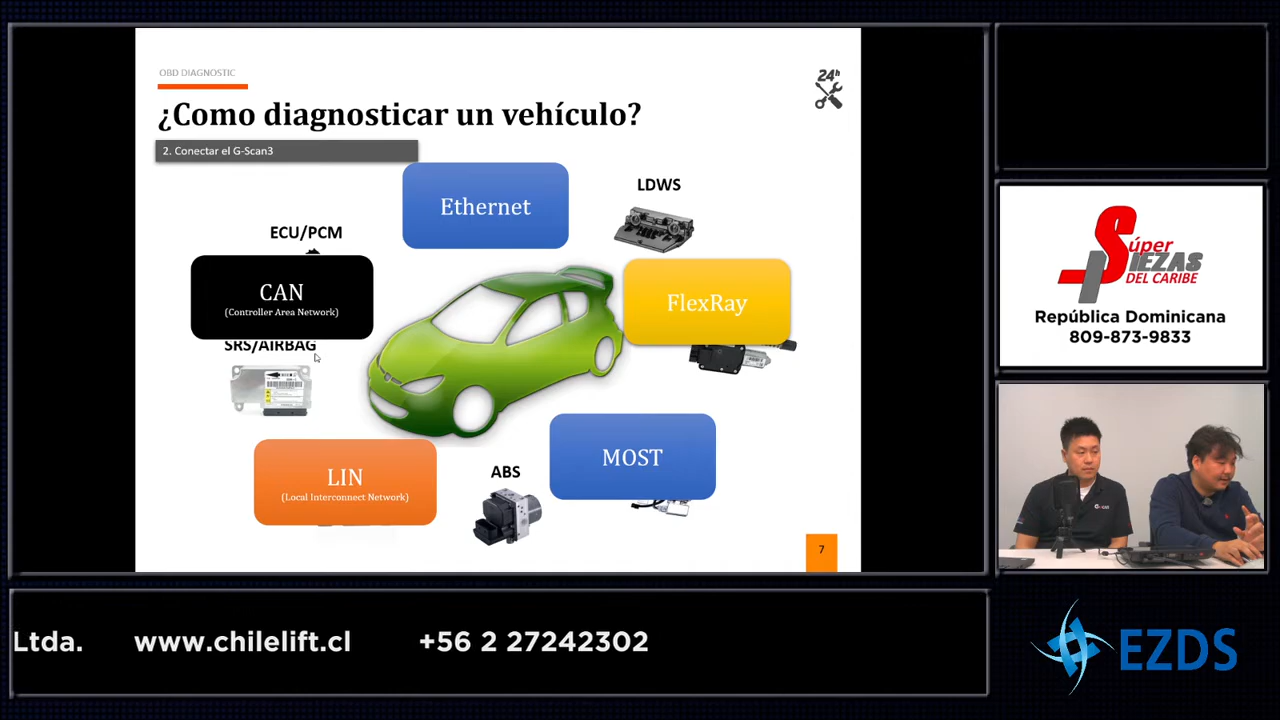 OBD DIAGNOSTIC
24h
¿Como diagnosticar un vehículo?
2. Conectar el G-Scan3
Ethernet
LDWS
ECU/PCM
CAN
(Controller Area Network)
FlexRay
SRS/AIRBAG
LIN
(Local Interconnect Network)
ABS
MOST
7
Súper
PIEZAS
DEL CARIBE
República Dominicana
809-873-9833
Ltda. www.chilelift.cl +56 2 27242302
EZDS